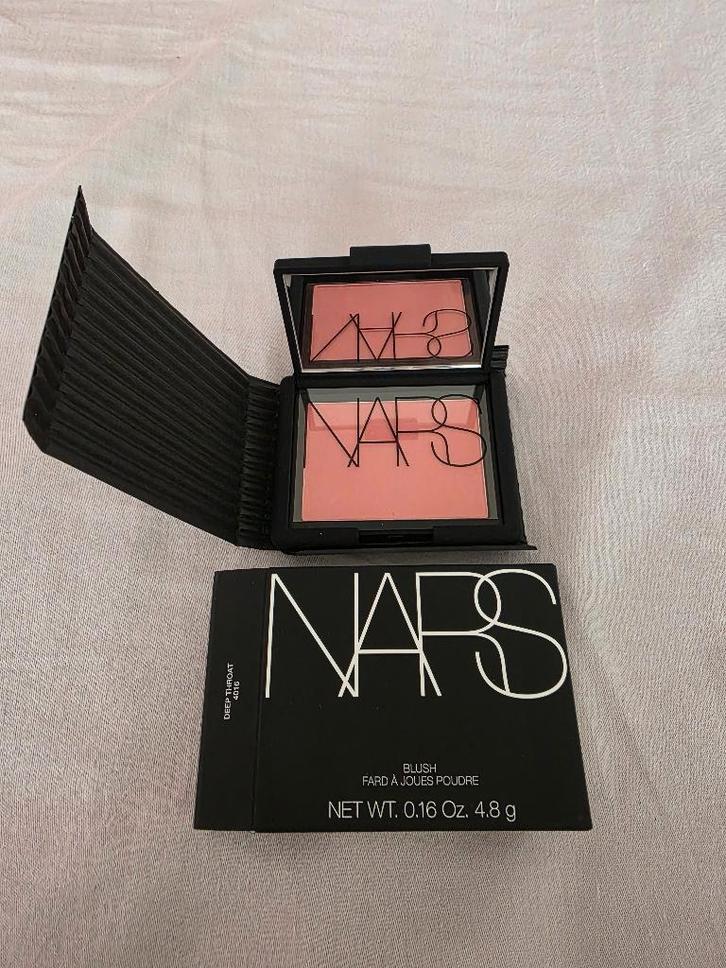 NARS
NARS
NARS
DEEP THROAT
4016
BLUSH
FARD À JOUES POUDRE
NET WT. 0.16 Oz. 4.8 g